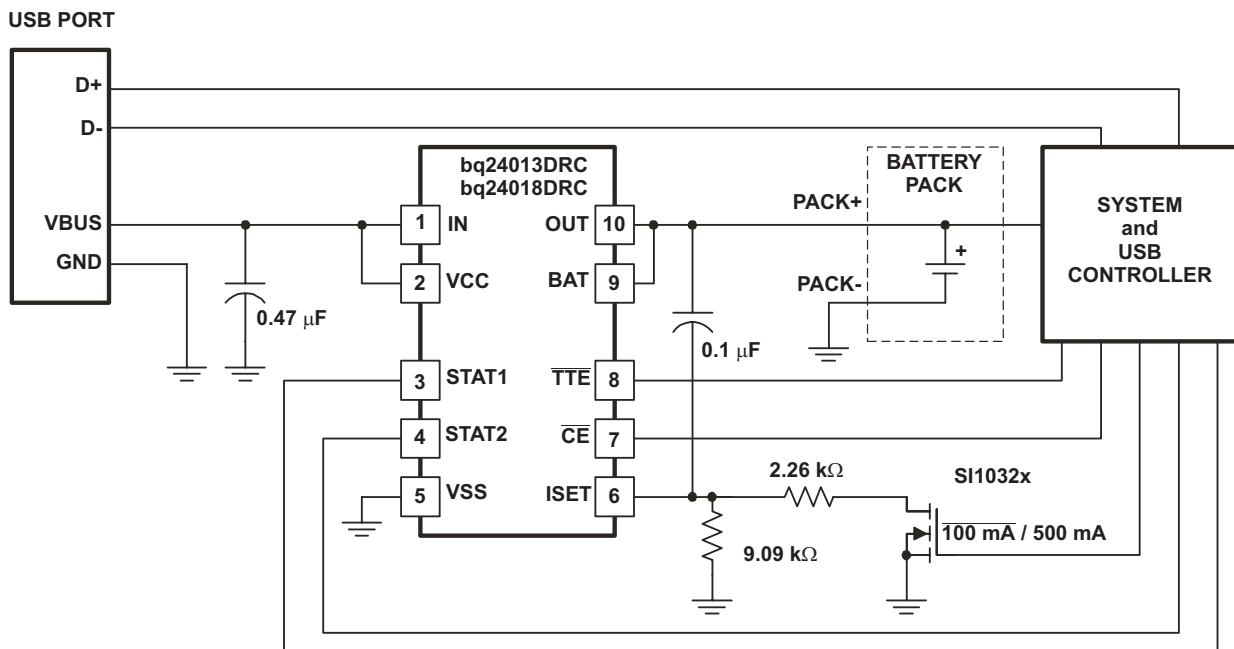 USB PORT
D+
D-
VBUS
GND
0.47 μF
bq24013DRC
bq24018DRC
1 IN
2 VCC
3 STAT1
4 STAT2
5 VSS
OUT 10
BAT 9
TTE 8
CE 7
ISET 6
0.1 μF
PACK+
PACK-
BATTERY
PACK
+
SYSTEM
and
USB
CONTROLLER
2.26 kΩ
9.09 kΩ
SI1032x
100 mA / 500 mA